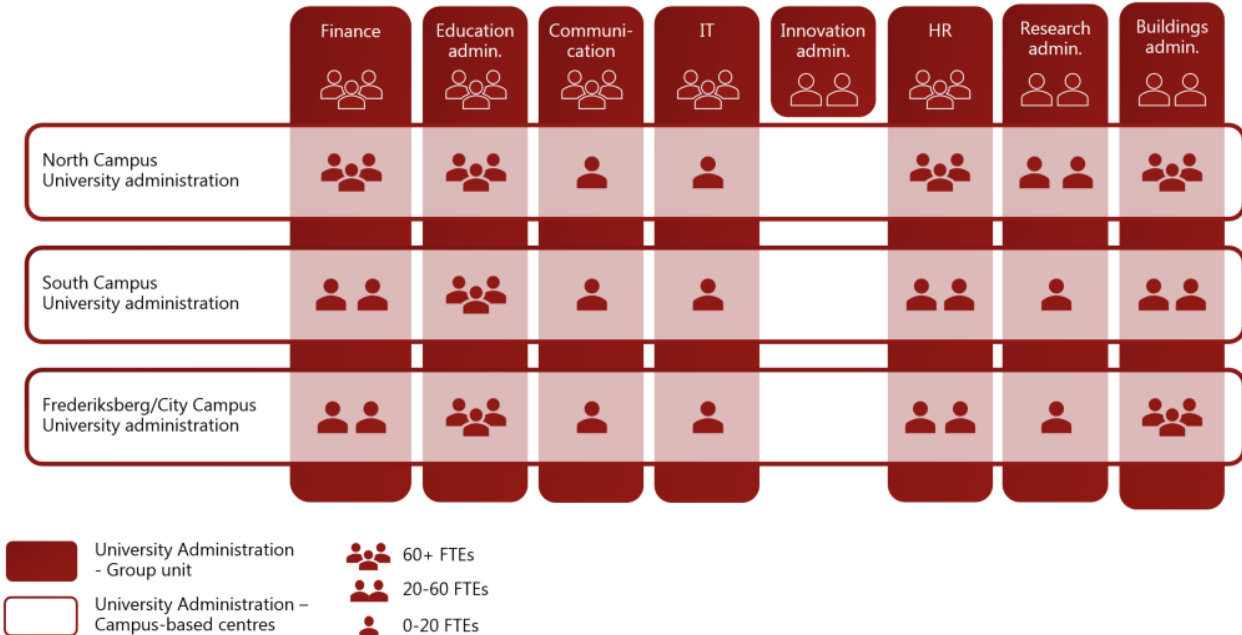 Finance
Education
admin.
Communi-
cation
IT
Innovation
admin.
HR
Research
admin.
Buildings
admin.
North Campus
University administration
South Campus
University administration
Frederiksberg/City Campus
University administration
University Administration
- Group unit
University Administration –
Campus-based centres
60+ FTEs
20-60 FTEs
0-20 FTEs